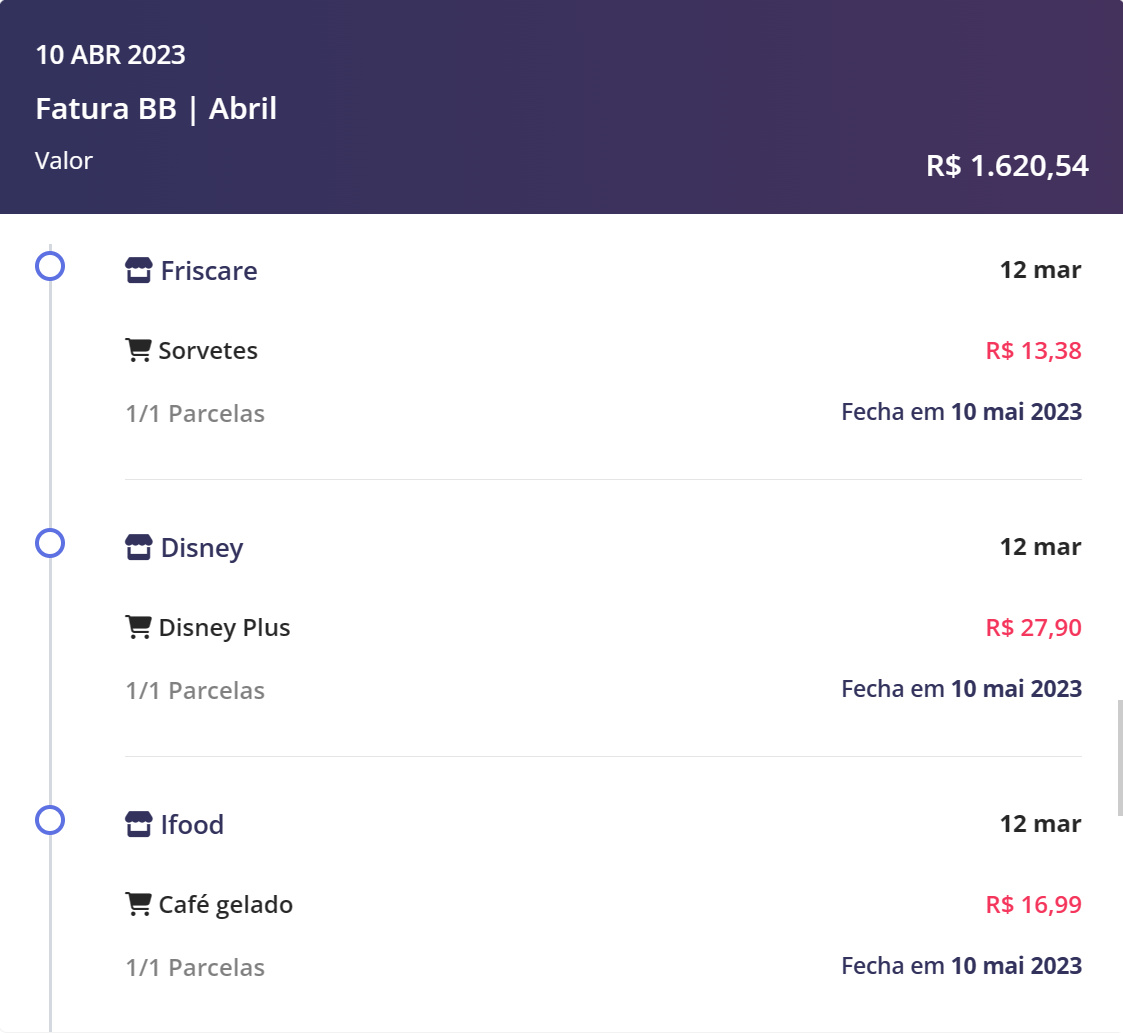 10 ABR 2023
Fatura BB | Abril
Valor R$ 1.620,54
Friscare 12 mar
Sorvetes R$ 13,38
1/1 Parcelas Fecha em 10 mai 2023
Disney 12 mar
Disney Plus R$ 27,90
1/1 Parcelas Fecha em 10 mai 2023
Ifood 12 mar
Café gelado R$ 16,99
1/1 Parcelas Fecha em 10 mai 2023